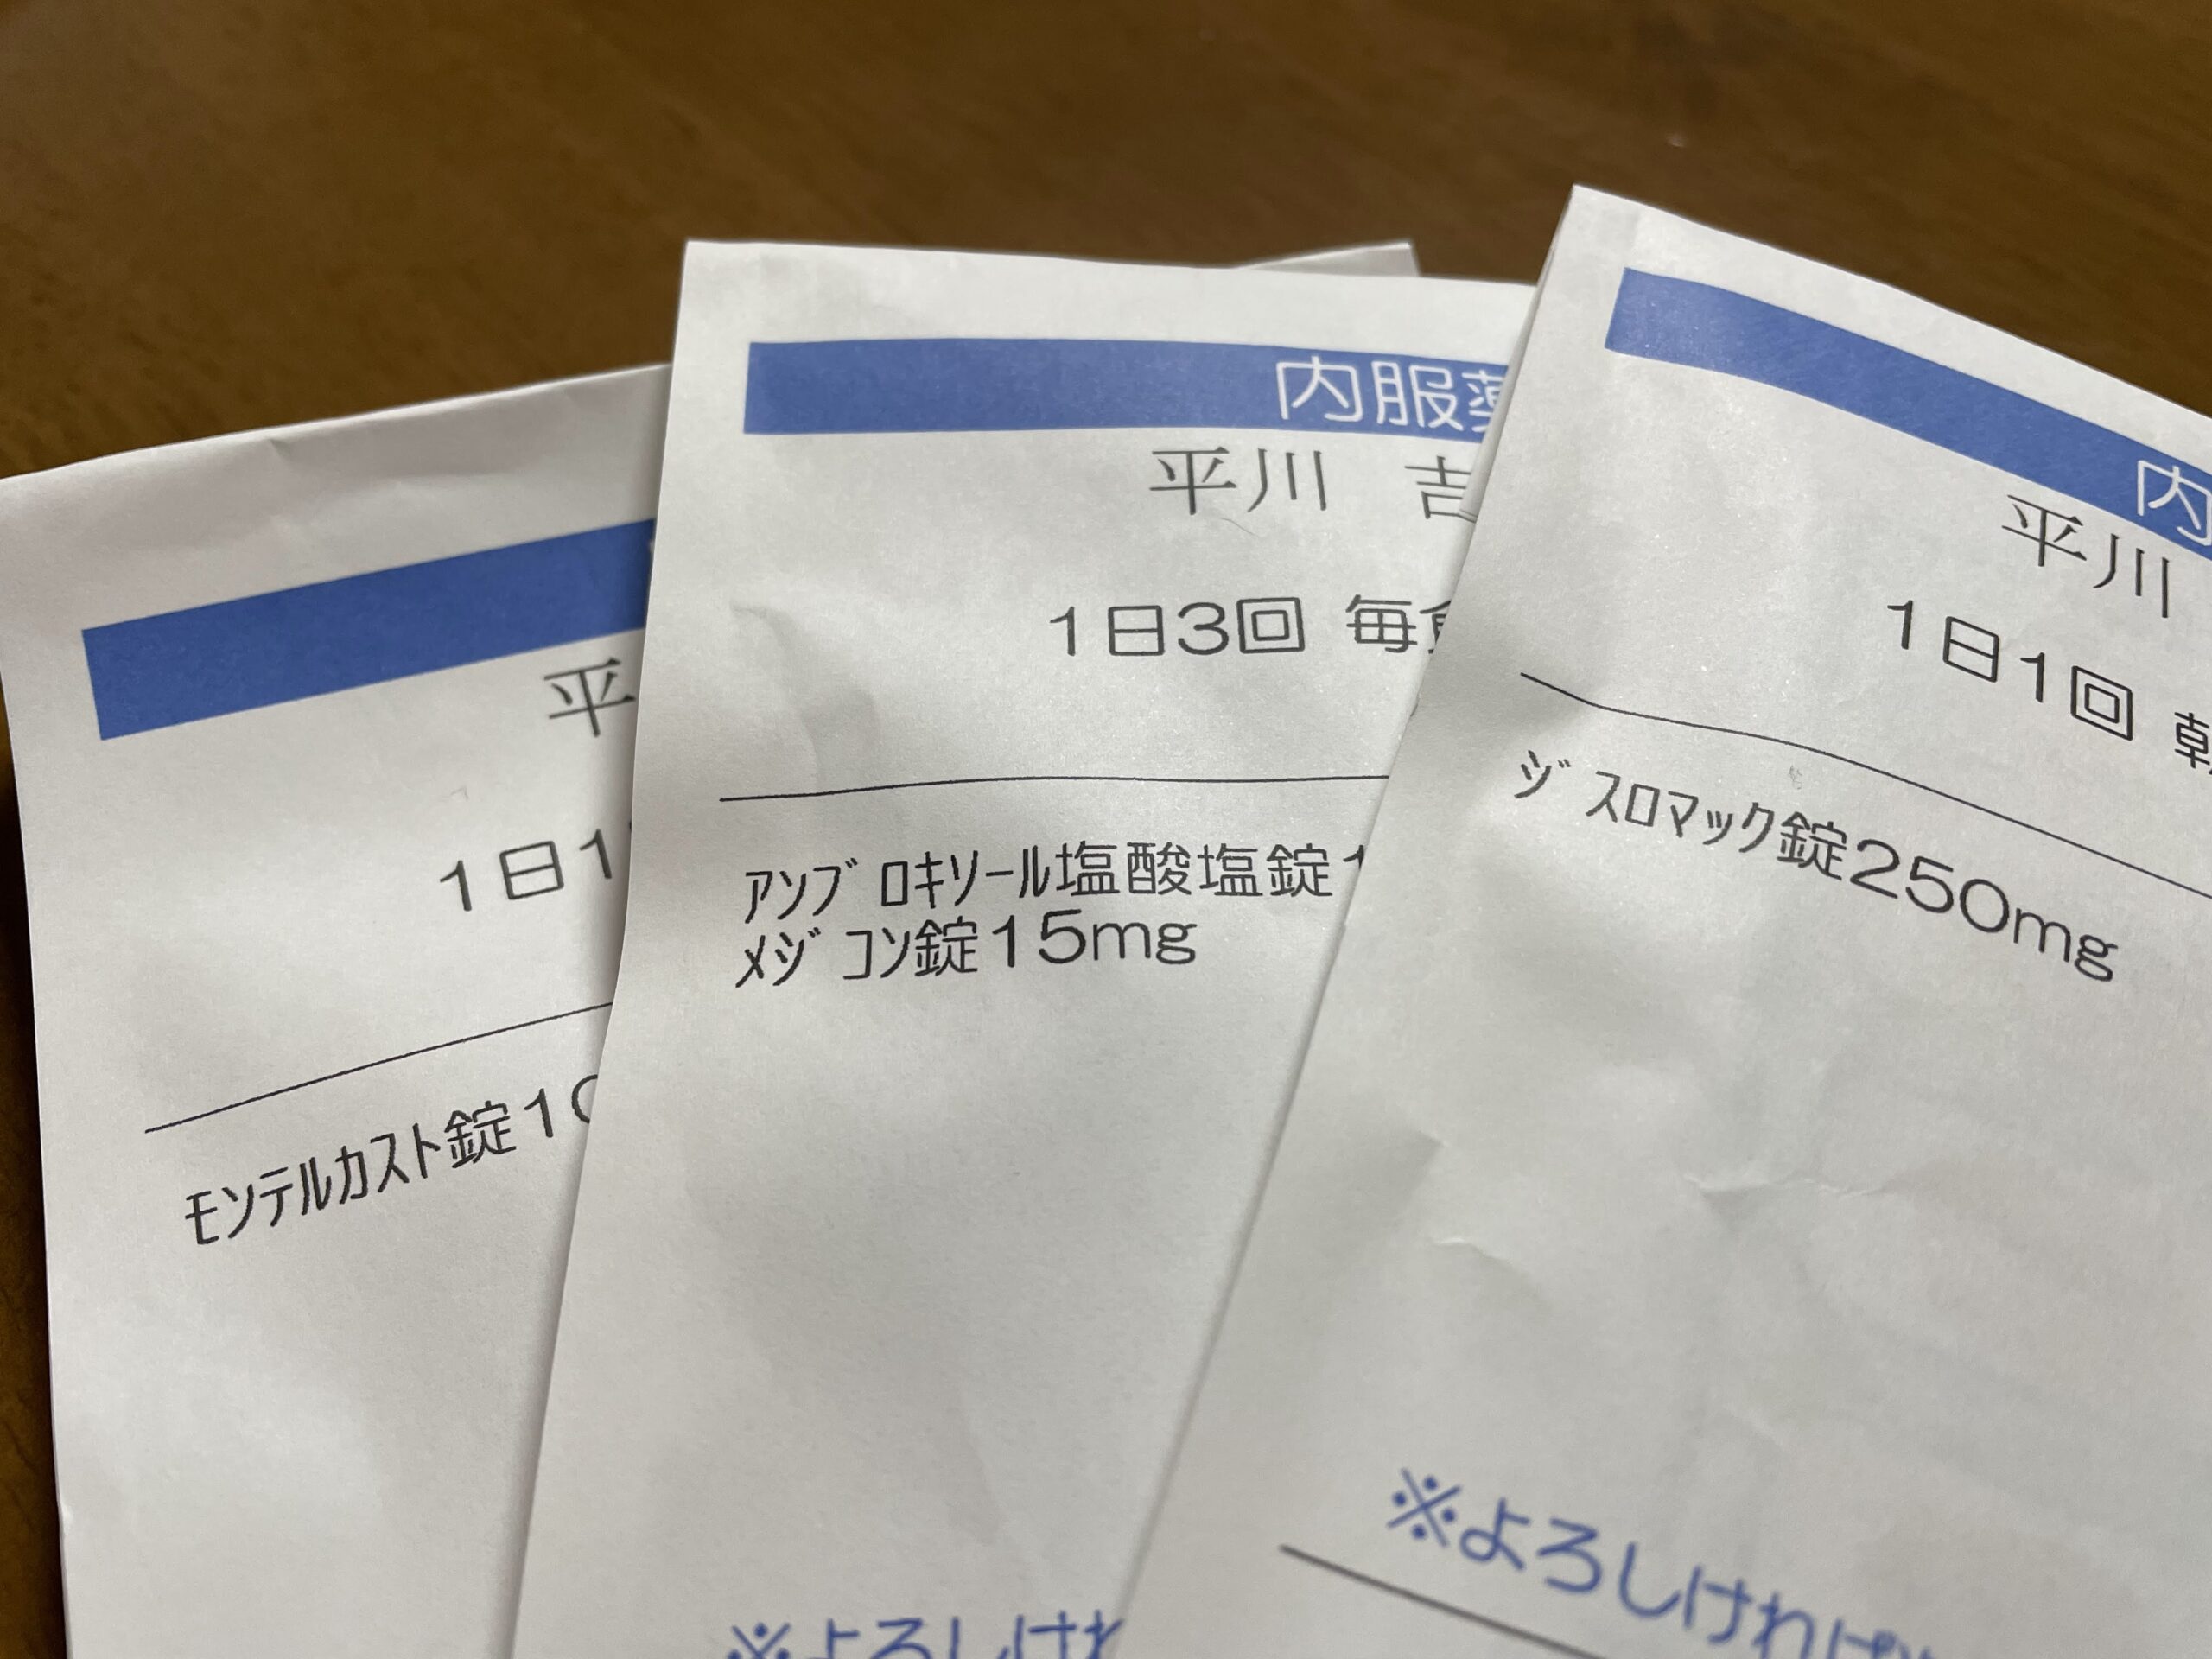 平
1日1
モンテルカスト錠10
内服薬
平川 吉
1日3回 毎食
アンブロキソール塩酸塩錠1
メジコン錠15mg
※よろしけれ
内
平川
1日1回 朝
ジスロマック錠250mg
※よろしければ